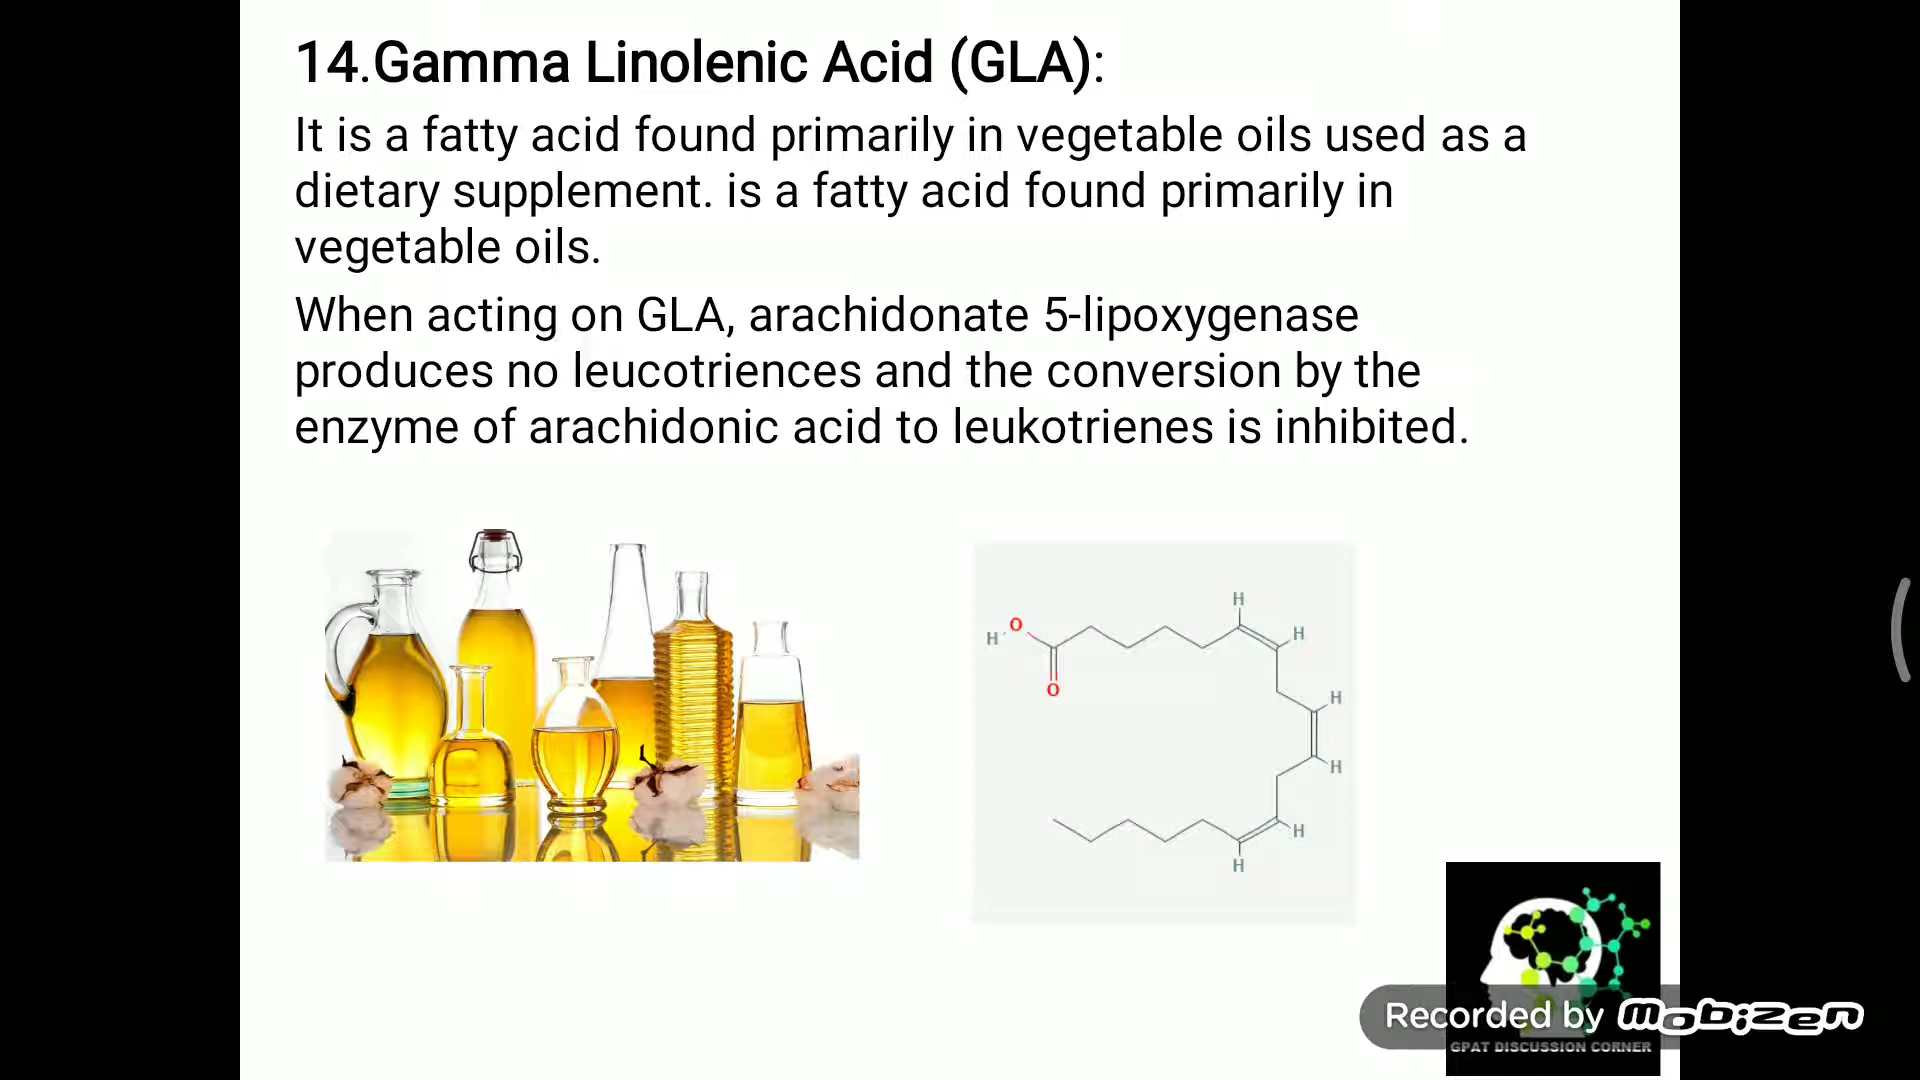 14.Gamma Linolenic Acid (GLA):
It is a fatty acid found primarily in vegetable oils used as a
dietary supplement. is a fatty acid found primarily in
vegetable oils.
When acting on GLA, arachidonate 5-lipoxygenase
produces no leucotriences and the conversion by the
enzyme of arachidonic acid to leukotrienes is inhibited.
H
O
O
H
H
H
H
H
H
Recorded by mobizen
GPAT DISCUSSION CORNER